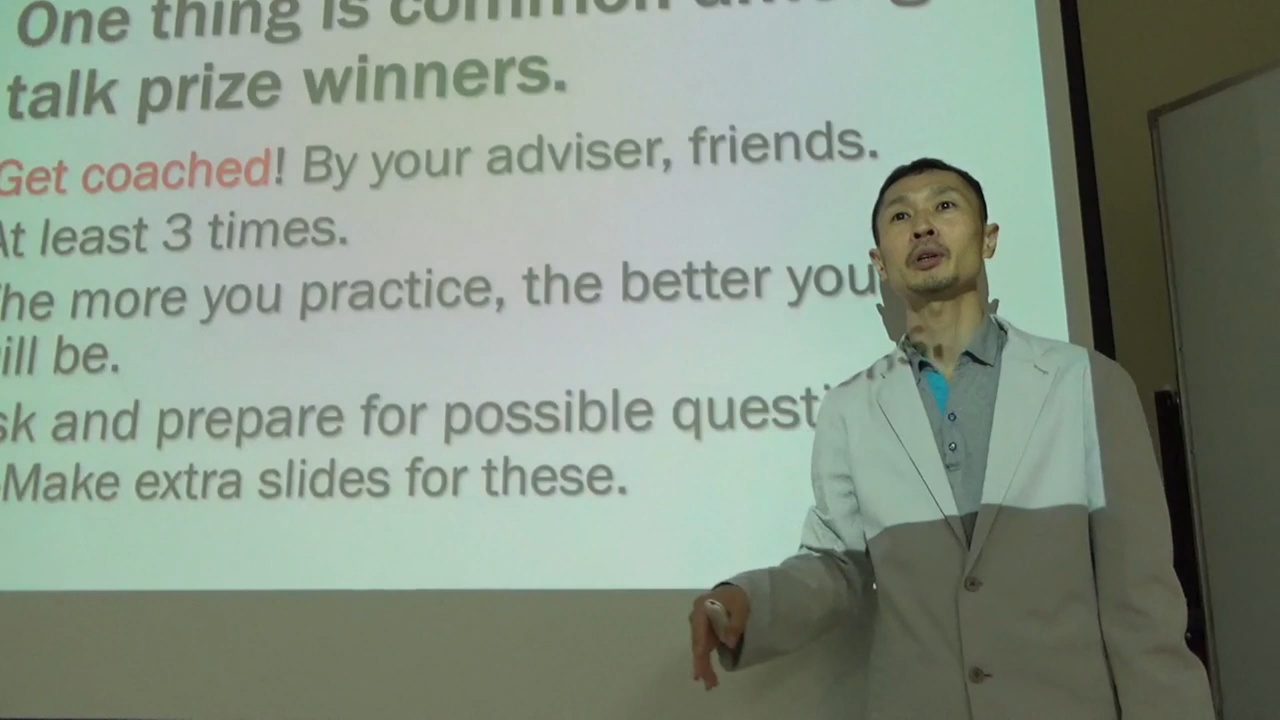 One thing is common among
talk prize winners.
Get coached! By your adviser, friends.
At least 3 times.
he more you practice, the better you
ill be.
sk and prepare for possible questi
Make extra slides for these.